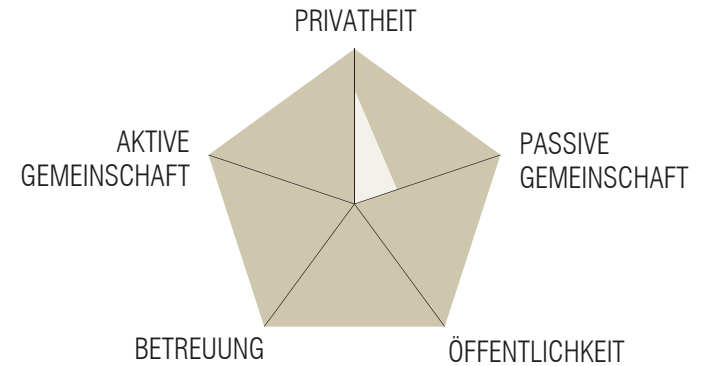 PRIVATHEIT
AKTIVE
GEMEINSCHAFT
PASSIVE
GEMEINSCHAFT
BETREUUNG
ÖFFENTLICHKEIT